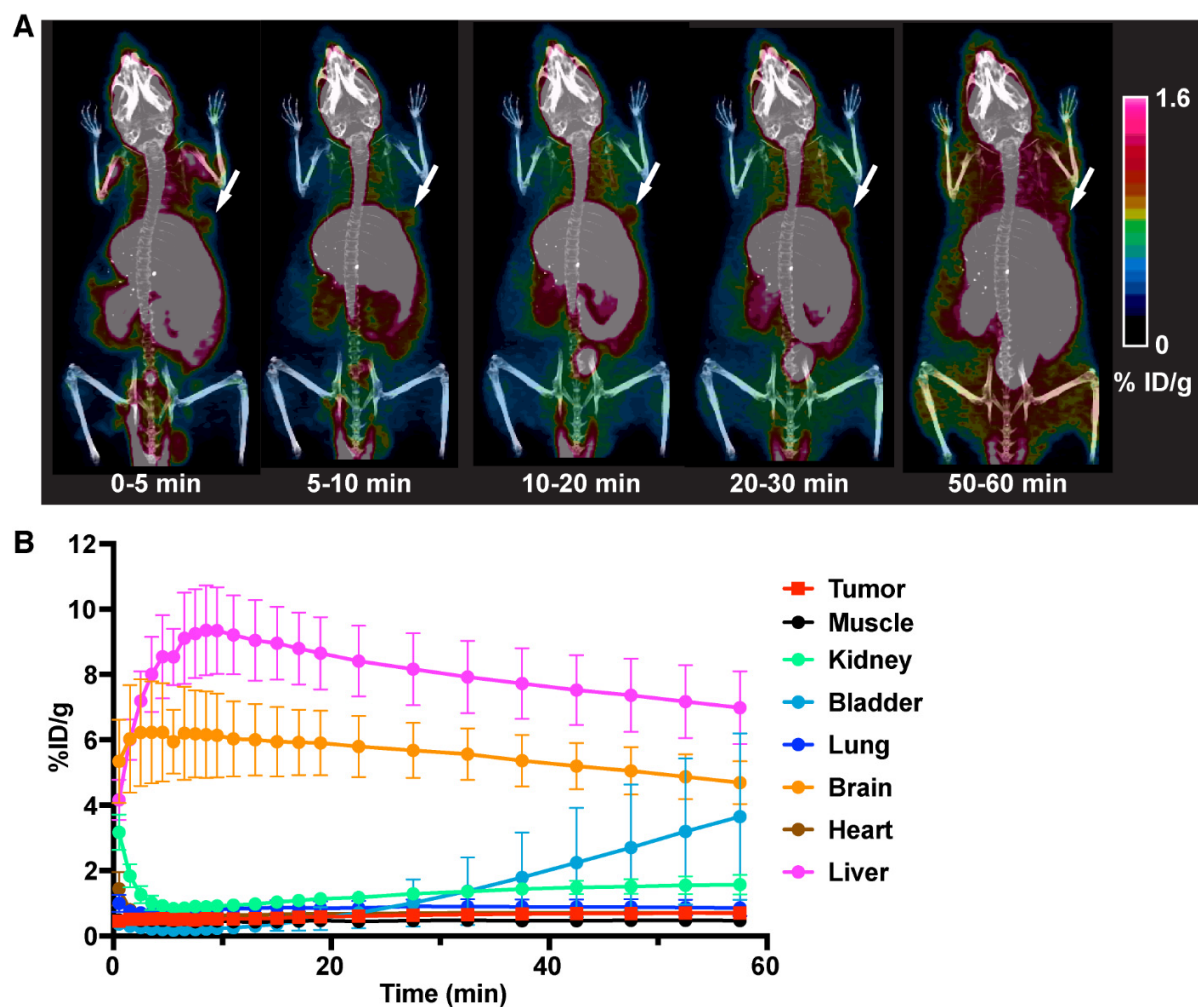 A
1.6
0
% ID/g
0-5 min
5-10 min
10-20 min
20-30 min
50-60 min
B
12
10
8
6
4
2
0
%ID/g
0
20
40
60
Time (min)
Tumor
Muscle
Kidney
Bladder
Lung
Brain
Heart
Liver